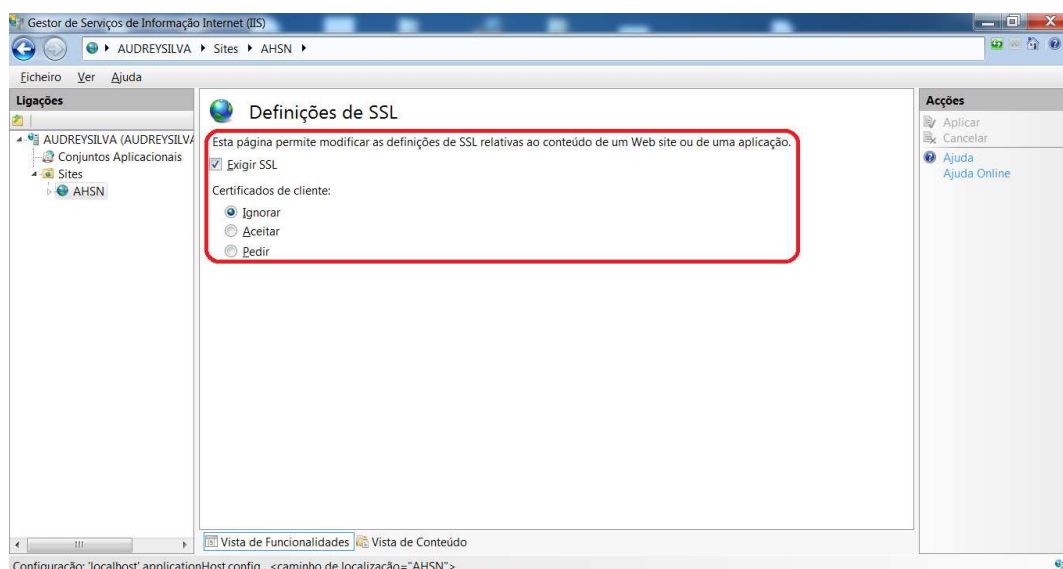 Gestor de Serviços de Informação Internet (IIS)
AUDREYSILVA Sites AHSN
Ficheiro Ver Ajuda
Ligações
AUDREYSILVA (AUDREYSILVA
Conjuntos Aplicacionais
Sites
AHSN
Definições de SSL
Esta página permite modificar as definições de SSL relativas ao conteúdo de um Web site ou de uma aplicação.
Exigir SSL
Certificados de cliente:
Ignorar
Aceitar
Pedir
Acções
Aplicar
Cancelar
Ajuda
Ajuda Online
Vista de Funcionalidades Vista de Conteúdo
Configuração: 'localhost' applicationHost.config , <caminho de localização="AHSN">